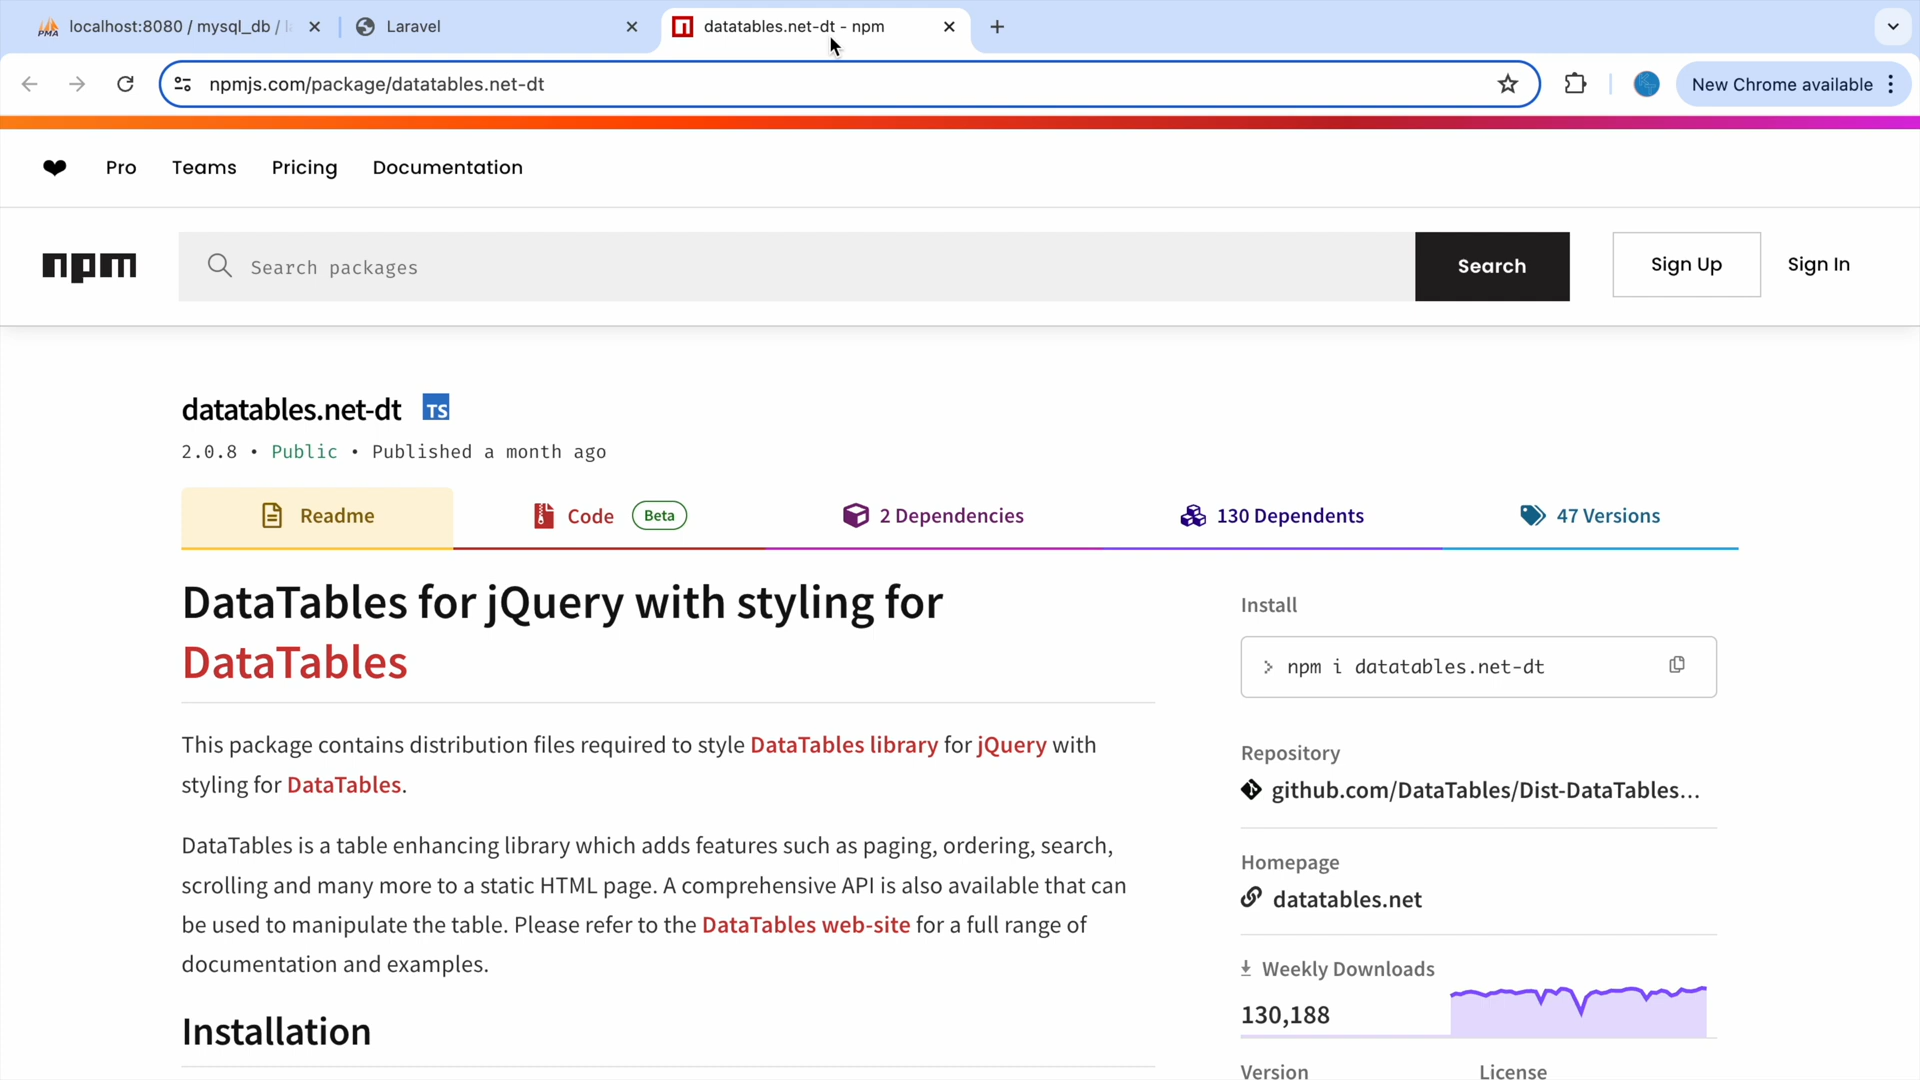 localhost:8080 / mysql_db /
Laravel
datatables.net-dt - npm
npmjs.com/package/datatables.net-dt
New Chrome available
Pro
Teams
Pricing
Documentation
npm
Search packages
Search
Sign Up
Sign In
datatables.net-dt
TS
2.0.8 • Public • Published a month ago
Readme
Code
Beta
2 Dependencies
130 Dependents
47 Versions
DataTables for jQuery with styling for
DataTables
This package contains distribution files required to style DataTables library for jQuery with
styling for DataTables.
DataTables is a table enhancing library which adds features such as paging, ordering, search,
scrolling and many more to a static HTML page. A comprehensive API is also available that can
be used to manipulate the table. Please refer to the DataTables web-site for a full range of
documentation and examples.
Installation
Install
npm i datatables.net-dt
Repository
github.com/DataTables/Dist-DataTables...
Homepage
datatables.net
Weekly Downloads
130,188
Version
License